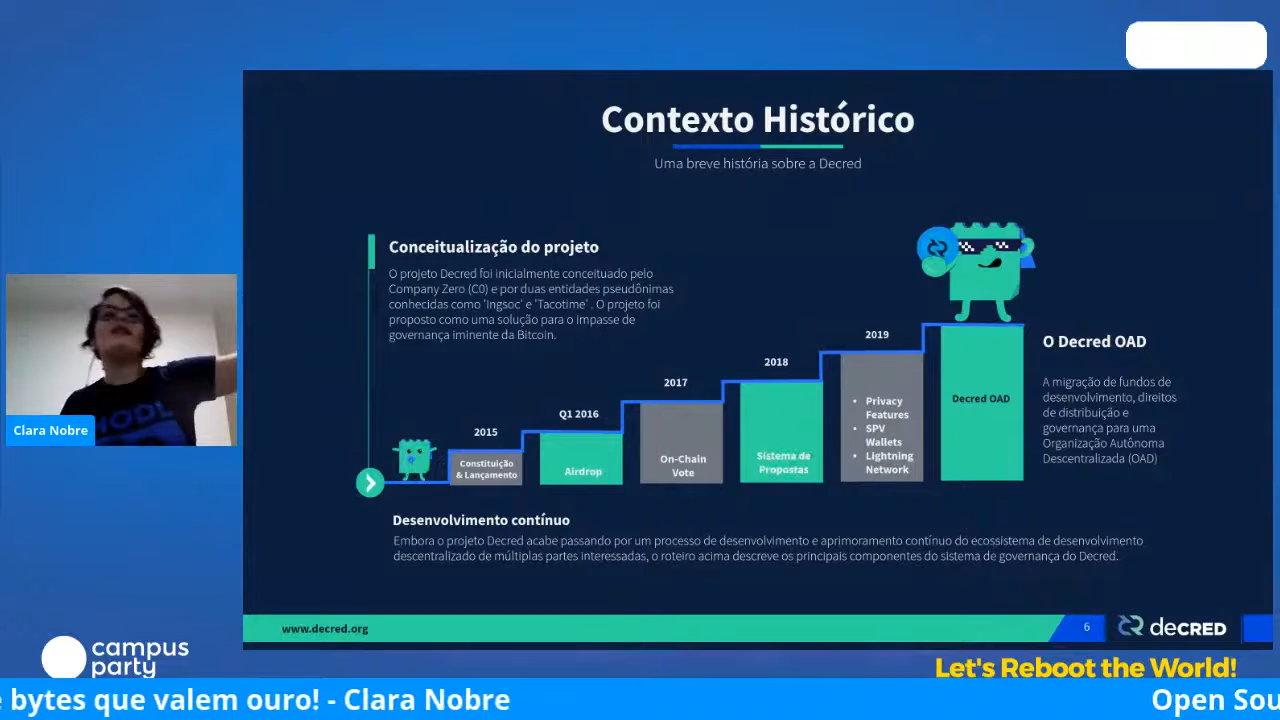 Contexto Histórico
Uma breve história sobre a Decred
Conceitualização do projeto
O projeto Decred foi inicialmente conceituado pelo
Company Zero (C0) e por duas entidades pseudônimas
conhecidas como 'Ingsoc' e 'Tacotime' . O projeto foi
proposto como uma solução para o impasse de
governança iminente da Bitcoin.
2015
Constituição
& Lançamento
Q1 2016
Airdrop
2017
On-Chain
Vote
2018
Sistema de
Propostas
2019
• Privacy
Features
• SPV
Wallets
• Lightning
Network
Decred OAD
O Decred OAD
A migração de fundos de
desenvolvimento, direitos
de distribuição e
governança para uma
Organização Autônoma
Descentralizada (OAD)
Desenvolvimento contínuo
Embora o projeto Decred acabe passando por um processo de desenvolvimento e aprimoramento contínuo do ecossistema de desenvolvimento
descentralizado de múltiplas partes interessadas, o roteiro acima descreve os principais componentes do sistema de governança do Decred.
www.decred.org
6
decred
HODL
Clara Nobre
campus
party
Let's Reboot the World!
e bytes que valem ouro! - Clara Nobre
Open Sou